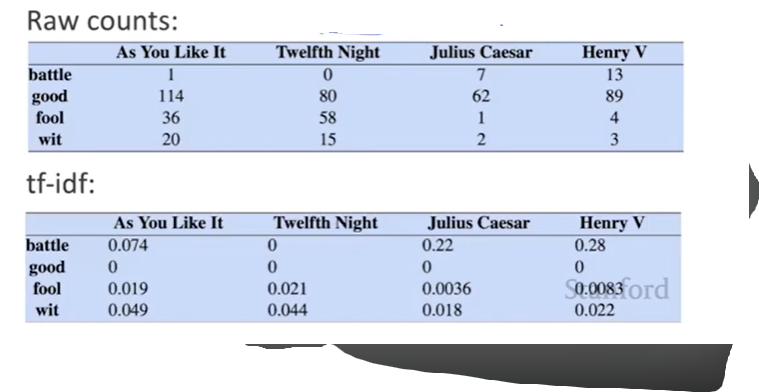 Raw counts:
As You Like It Twelfth Night Julius Caesar Henry V
battle 1 0 7 13
good 114 80 62 89
fool 36 58 1 4
wit 20 15 2 3
tf-idf:
As You Like It Twelfth Night Julius Caesar Henry V
battle 0.074 0 0.22 0.28
good 0 0 0 0
fool 0.019 0.021 0.0036 0.0083
Stanford
wit 0.049 0.044 0.018 0.022